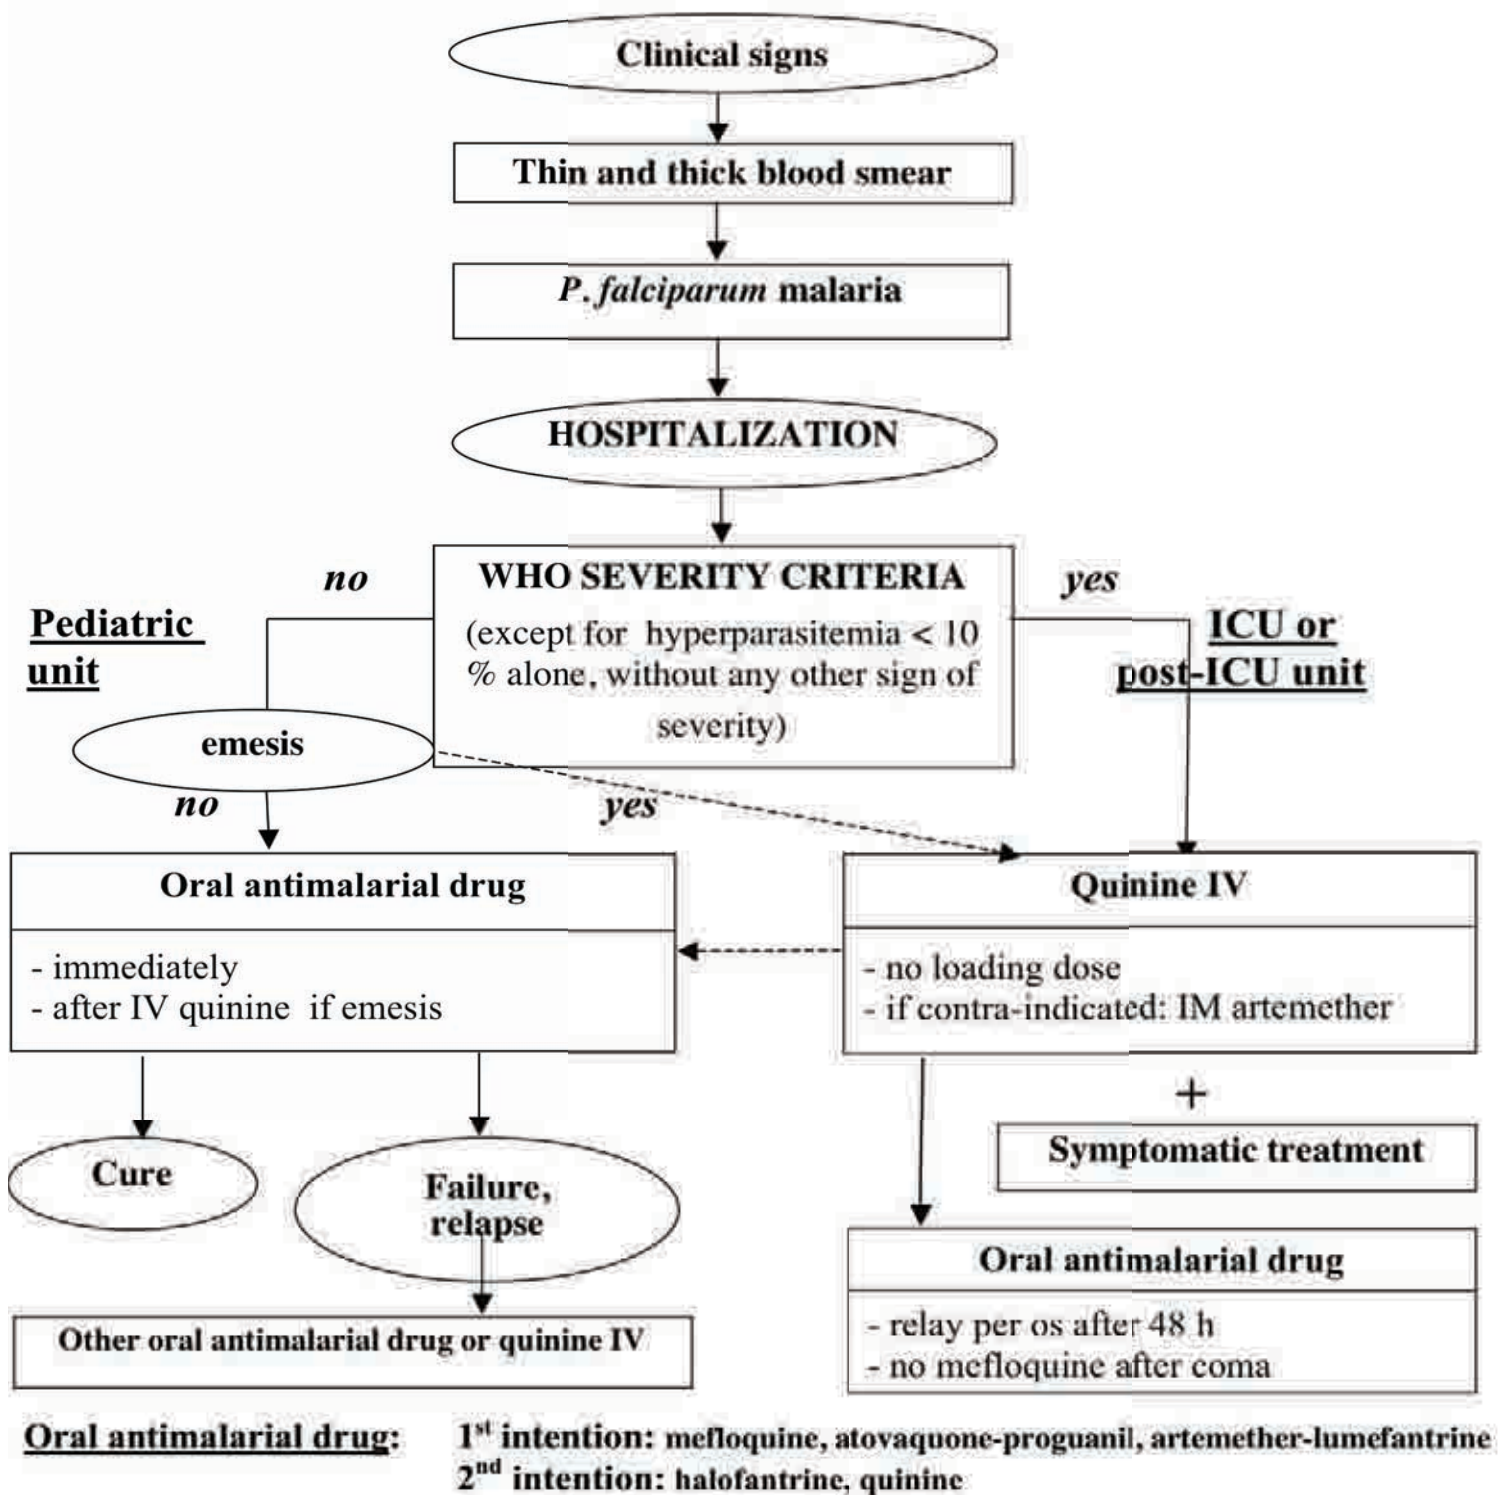 Clinical signs
Thin and thick blood smear
P. falciparum malaria
HOSPITALIZATION
no
WHO SEVERITY CRITERIA
yes
(except for hyperparasitemia < 10
% alone, without any other sign of
severity)
Pediatric
unit
ICU or
post-ICU unit
emesis
no
yes
Oral antimalarial drug
- immediately
- after IV quinine if emesis
Quinine IV
- no loading dose
- if contra-indicated: IM artemether
+
Symptomatic treatment
Cure
Failure,
relapse
Other oral antimalarial drug or quinine IV
Oral antimalarial drug
- relay per os after 48 h
- no mefloquine after coma
Oral antimalarial drug: 1st intention: mefloquine, atovaquone-proguanil, artemether-lumefantrine
2nd intention: halofantrine, quinine